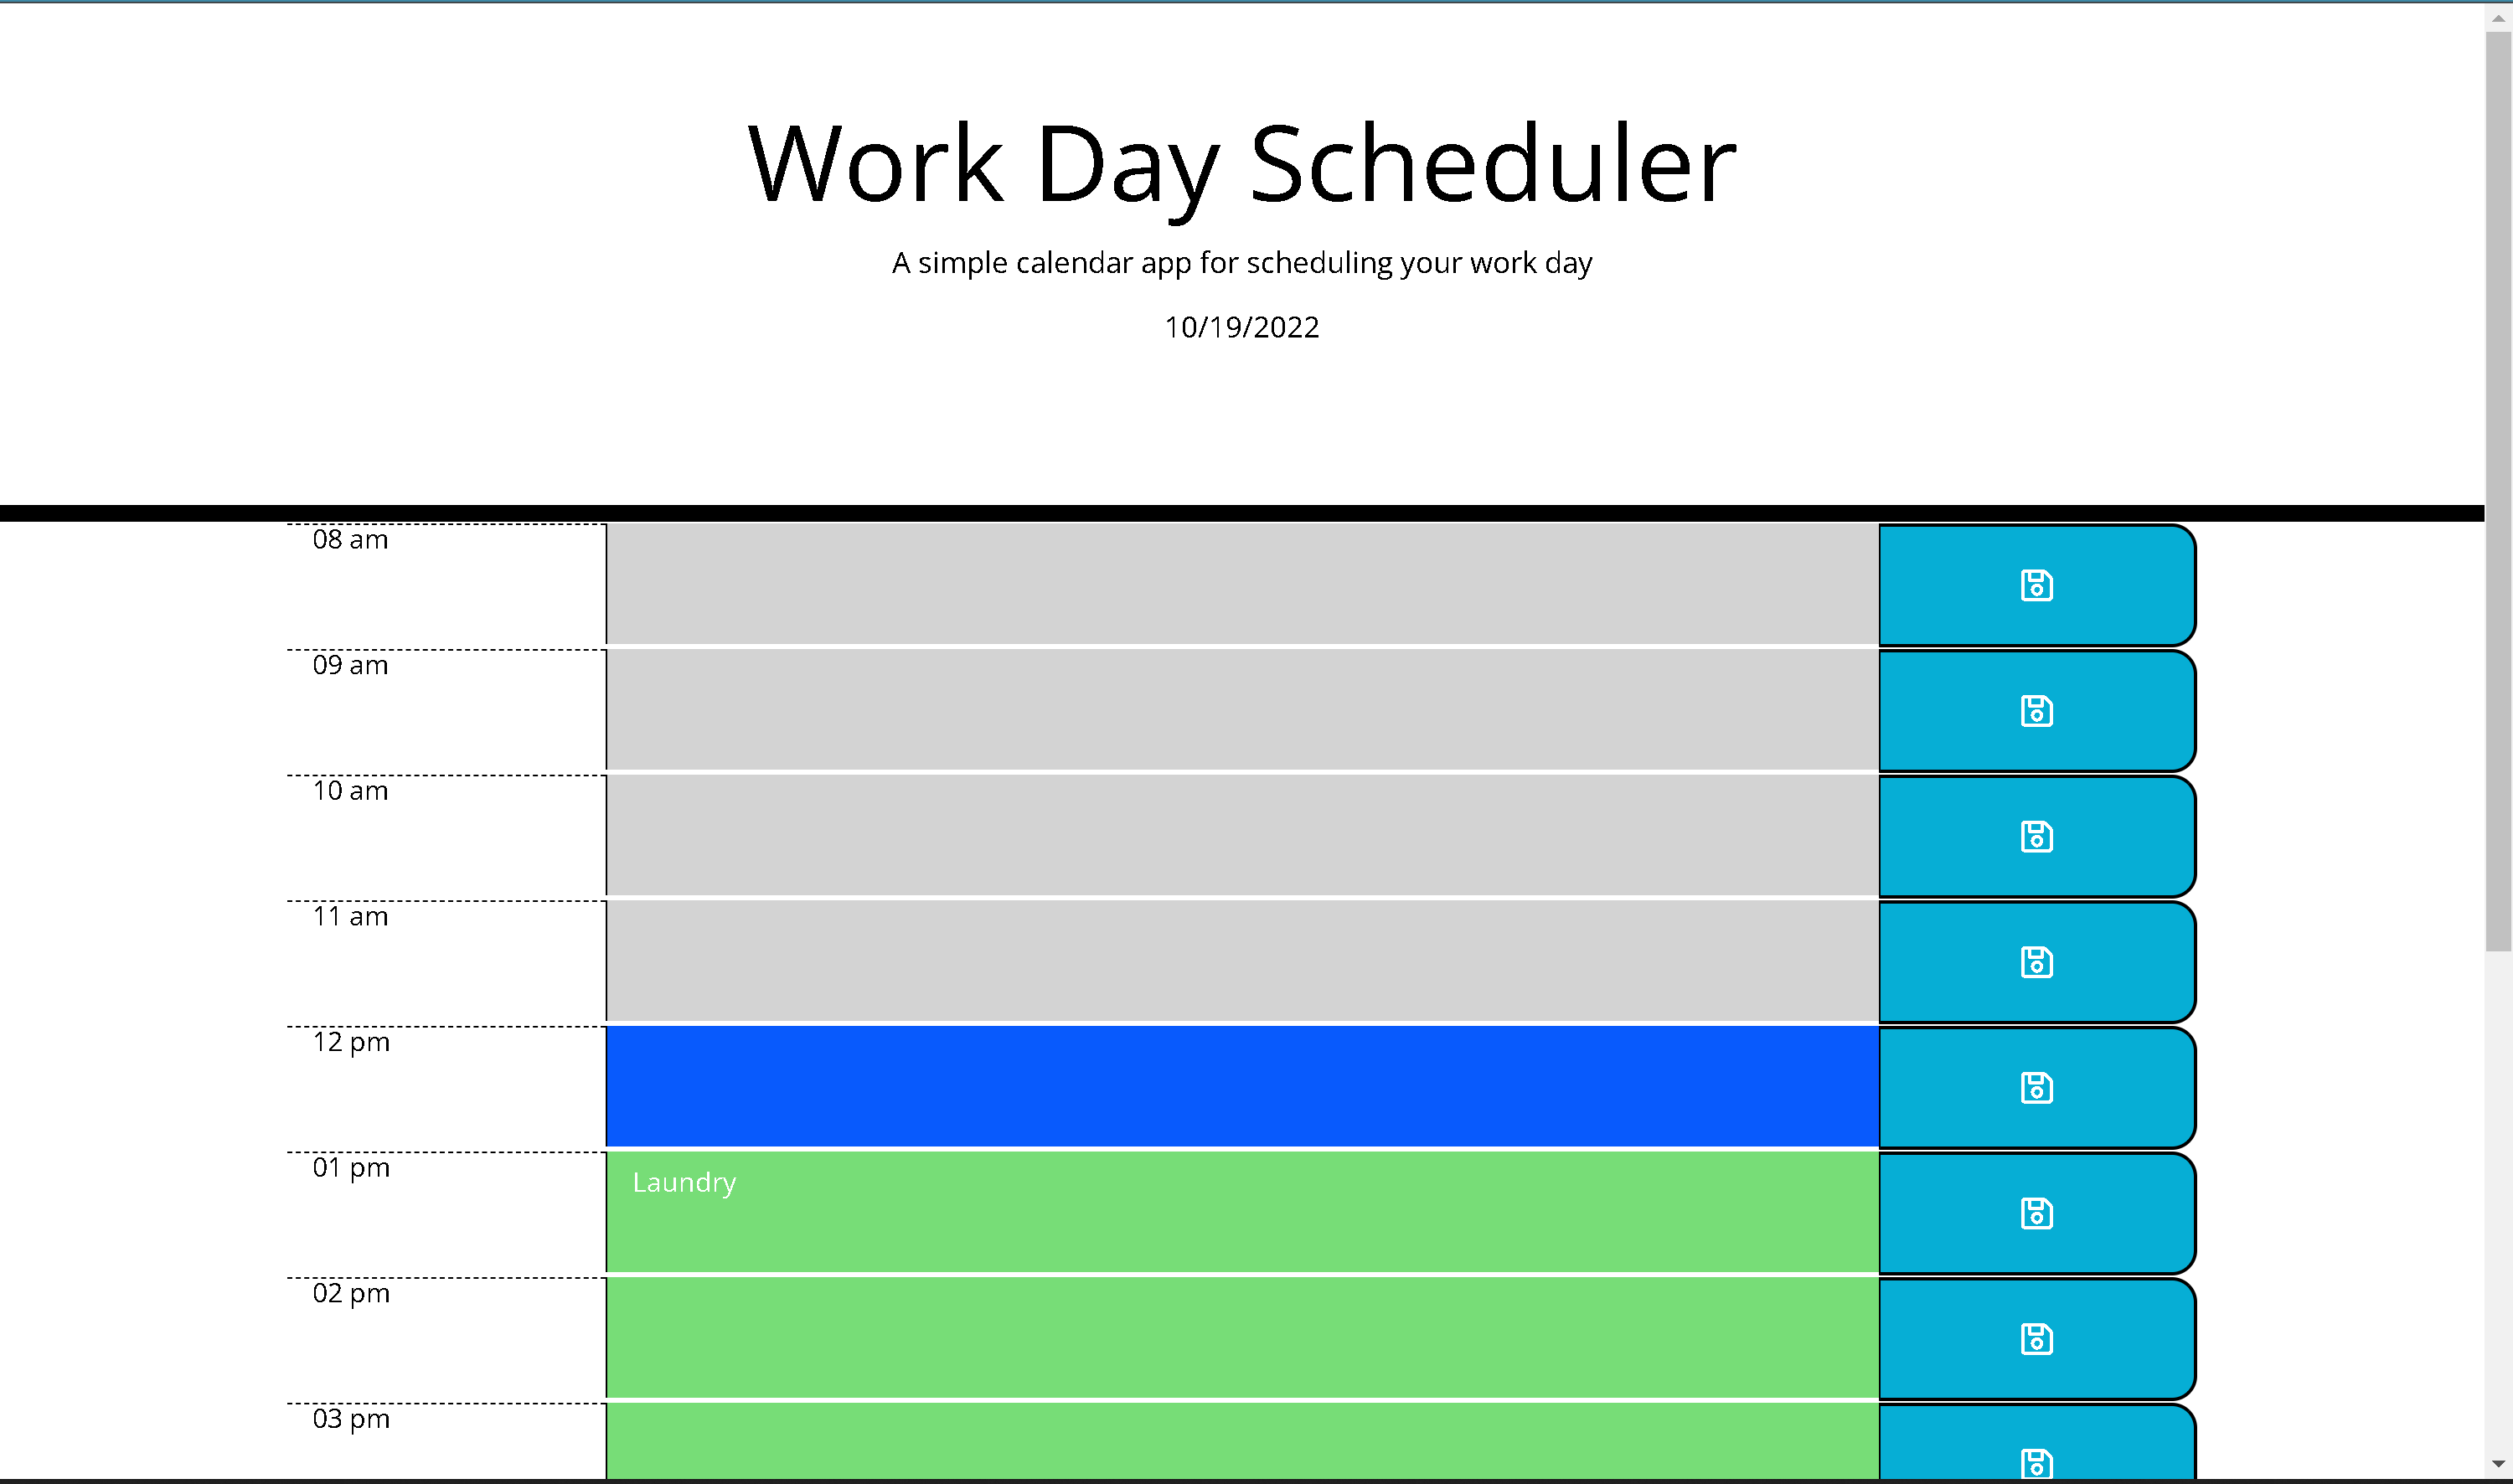 Work Day Scheduler
A simple calendar app for scheduling your work day
10/19/2022
08 am
09 am
10 am
11 am
12 pm
01 pm
Laundry
02 pm
03 pm